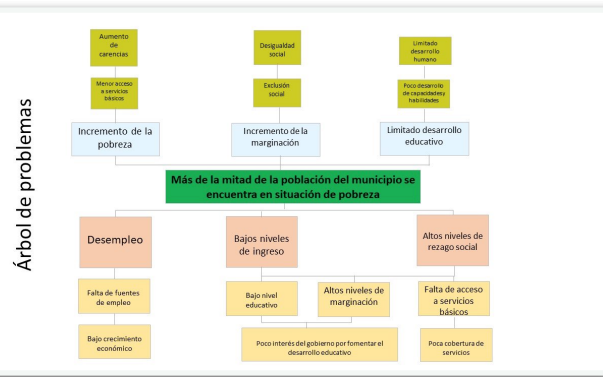 Árbol de problemas
Aumento
de
carencias
Desigualdad
social
Limitado
desarrollo
humano
Menor acceso
a servicios
básicos
Exclusión
social
Poco desarrollo
de capacidades y
habilidades
Incremento de la
pobreza
Incremento de la
marginación
Limitado desarrollo
educativo
Más de la mitad de la población del municipio se
encuentra en situación de pobreza
Desempleo
Bajos niveles
de ingreso
Altos niveles de
rezago social
Falta de fuentes
de empleo
Bajo nivel
educativo
Altos niveles de
marginación
Falta de acceso
a servicios
básicos
Bajo crecimiento
económico
Poco interés del gobierno por fomentar el
desarrollo educativo
Poca cobertura de
servicios